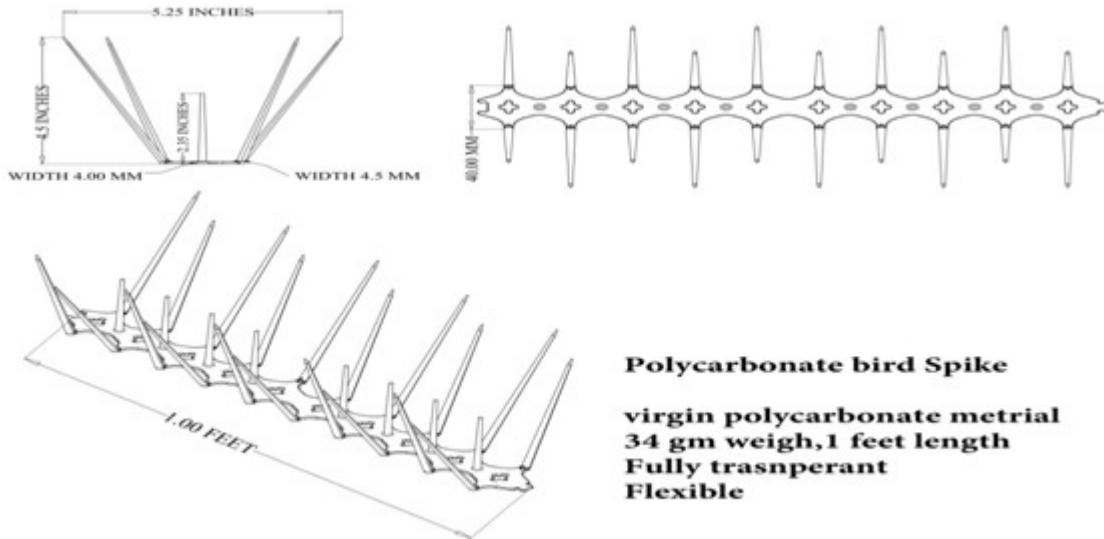 5.25 INCHES
4.5 INCHES
2.35 INCHES
WIDTH 4.00 MM
WIDTH 4.5 MM
40.00 MM
1.00 FEET
Polycarbonate bird Spike
virgin polycarbonate metrial
34 gm weigh,1 feet length
Fully trasnperant
Flexible